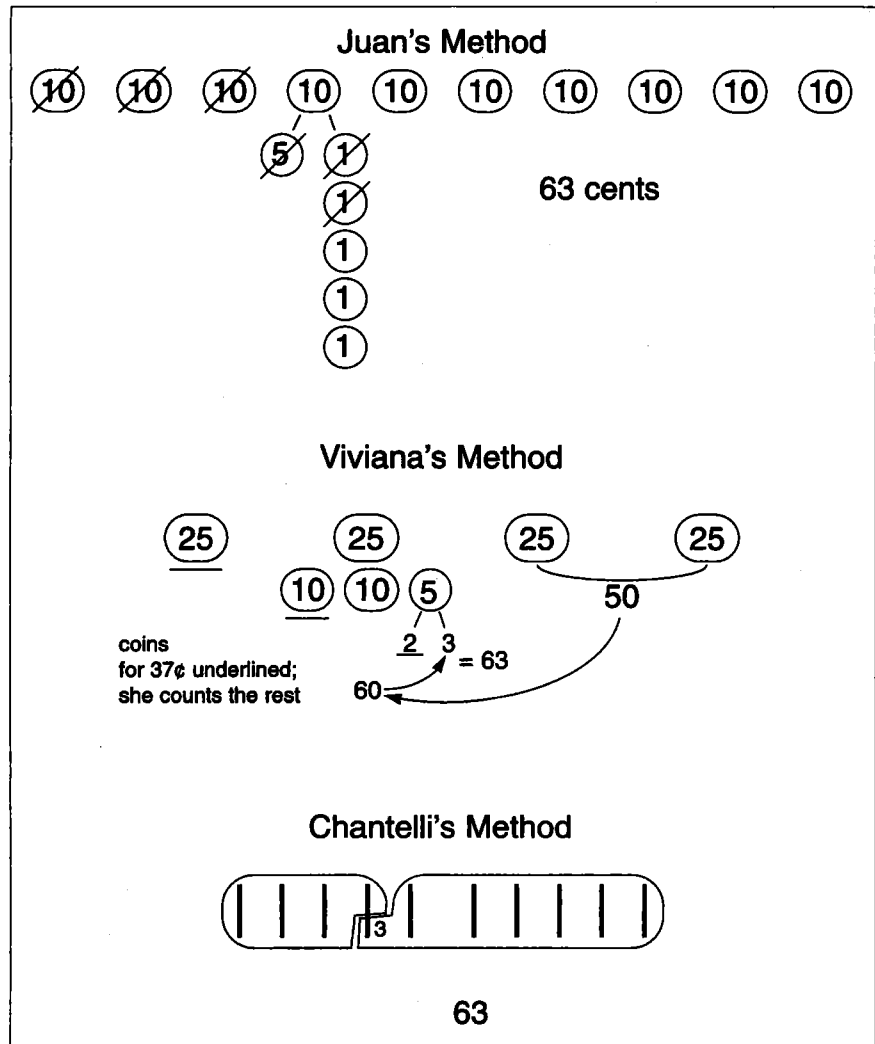 Juan's Method
10 10 10 10 10 10 10 10 10 10
5 1
1
63 cents
1
1
1
Viviana's Method
25 25 25 25
10 10 5
50
2 3
= 63
coins
for 37¢ underlined;
she counts the rest
60
Chantelli's Method
3
63